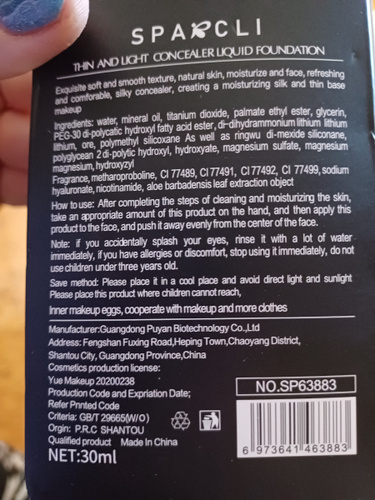 SPARCLI
THIN AND LIGHT CONCEALER LIQUID FOUNDATION
Exquisite soft and smooth texture, natural skin, moisturize and face, refreshing
and comforable, silky concealer, creating a moisturizing silk and thin base
makeup
Ingredients: water, mineral oil, titanium dioxide, palmate ethyl ester, glycerin,
PEG-30 di-polycatic hydroxyl fatty acid ester, di-dihydrammonium lithium lithium
lithium, ore, polymethyl silicoxane As well as ringwu di-mexide siliconane,
polyglycean 2 di-polytic hydroxyl, hydroxyate, magnesium sulfate, magnesium
magnesium, hydroxyzyl
Fragrance, metharoproboline, CI 77489, CI 77491, CI 77492, CI 77499, sodium
hyaluronate, nicotinamide, aloe barbadensis leaf extraction object
How to use: After completing the steps of cleaning and moisturizing the skin,
take an appropriate amount of this product on the hand, and then apply this
product to the face, and push it away evenly from the center of the face.
Note: if you accidentally splash your eyes, rinse it with a lot of water
immediately, if you have allergies or discomfort, stop using it immediately, do not
use children under three years old.
Save method: Please place it in a cool place and avoid direct light and sunlight
Please place this product where children cannot reach,
Inner makeup eggs, cooperate with makeup and more clothes
Manufacturer:Guangdong Puyan Biotechnology Co.,Ltd
Address: Fengshan Fuxing Road,Heping Town,Chaoyang District,
Shantou City, Guangdong Province,China
Cosmetics production license:
Yue Makeup 20200238
Production Code and Expriation Date;
Refer Printed Code
Criteria: GB/T 29665(W/O)
Orgin: P.R.C SHANTOU
Qualified product Made In China
NET:30ml
NO.SP63883
6 973641 463883